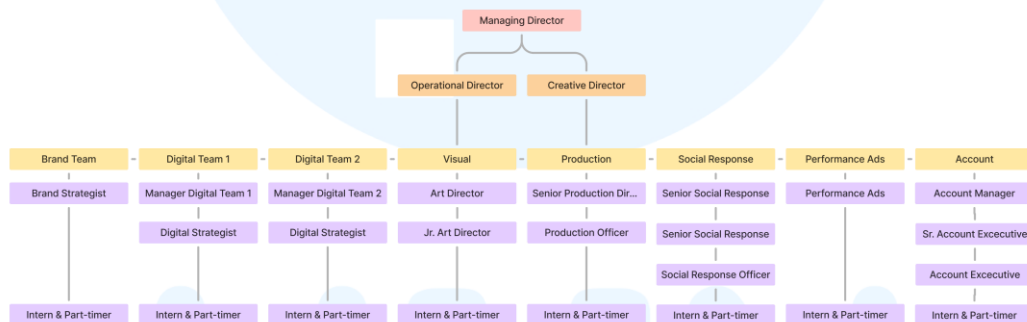 Managing Director
Operational Director
Creative Director
Brand Team
Digital Team 1
Digital Team 2
Visual
Production
Social Response
Performance Ads
Account
Brand Strategist
Manager Digital Team 1
Manager Digital Team 2
Art Director
Senior Production Dir...
Senior Social Response
Performance Ads
Account Manager
Digital Strategist
Digital Strategist
Jr. Art Director
Production Officer
Senior Social Response
Sr. Account Excecutive
Social Response Officer
Account Excecutive
Intern & Part-timer
Intern & Part-timer
Intern & Part-timer
Intern & Part-timer
Intern & Part-timer
Intern & Part-timer
Intern & Part-timer
Intern & Part-timer